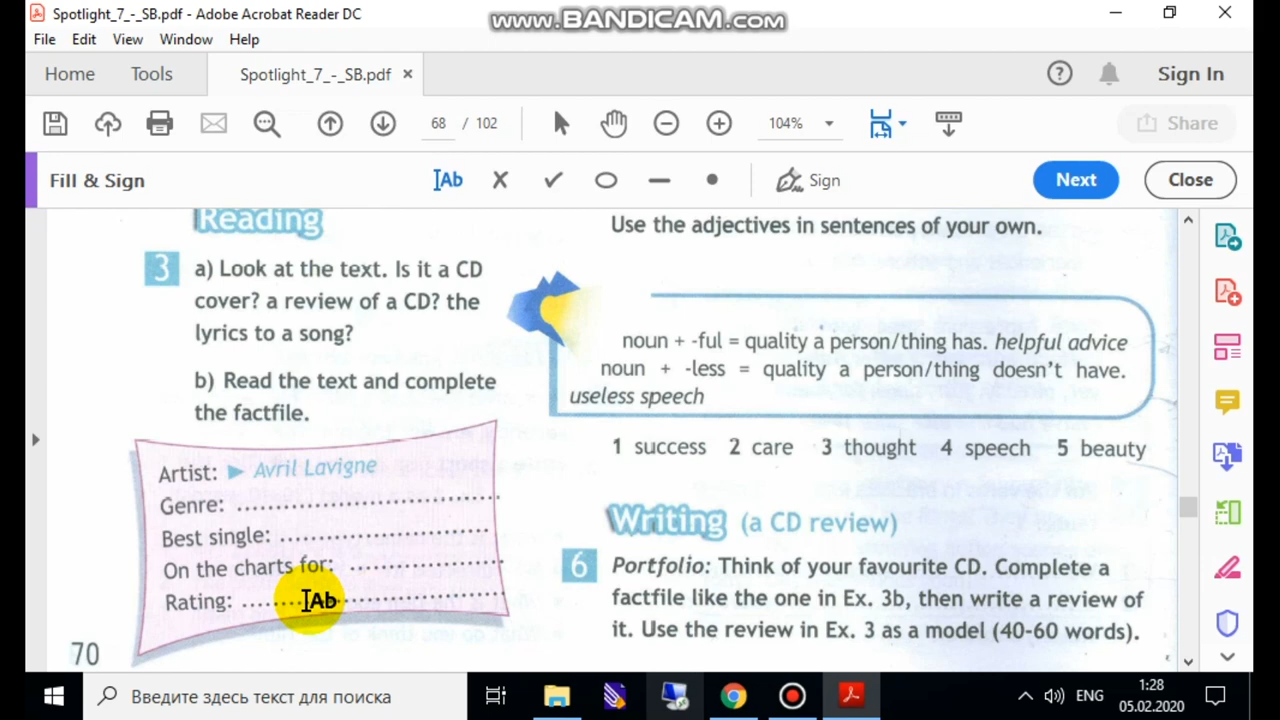 Spotlight_7_-_SB.pdf - Adobe Acrobat Reader DC
www.BANDICAM.com
File Edit View Window Help
Home Tools Spotlight_7_-_SB.pdf × Sign In
68 / 102 104% Share
Fill & Sign Ab Sign Next Close
Reading
3 a) Look at the text. Is it a CD
cover? a review of a CD? the
lyrics to a song?
b) Read the text and complete
the factfile.
Artist: Avril Lavigne
Genre:
Best single:
On the charts for:
Rating:
Ab
70
Use the adjectives in sentences of your own.
noun + -ful = quality a person/thing has. helpful advice
noun + -less = quality a person/thing doesn't have.
useless speech
1 success 2 care 3 thought 4 speech 5 beauty
Writing (a CD review)
6 Portfolio: Think of your favourite CD. Complete a
factfile like the one in Ex. 3b, then write a review of
it. Use the review in Ex. 3 as a model (40-60 words).
Введите здесь текст для поиска
ENG
1:28
05.02.2020